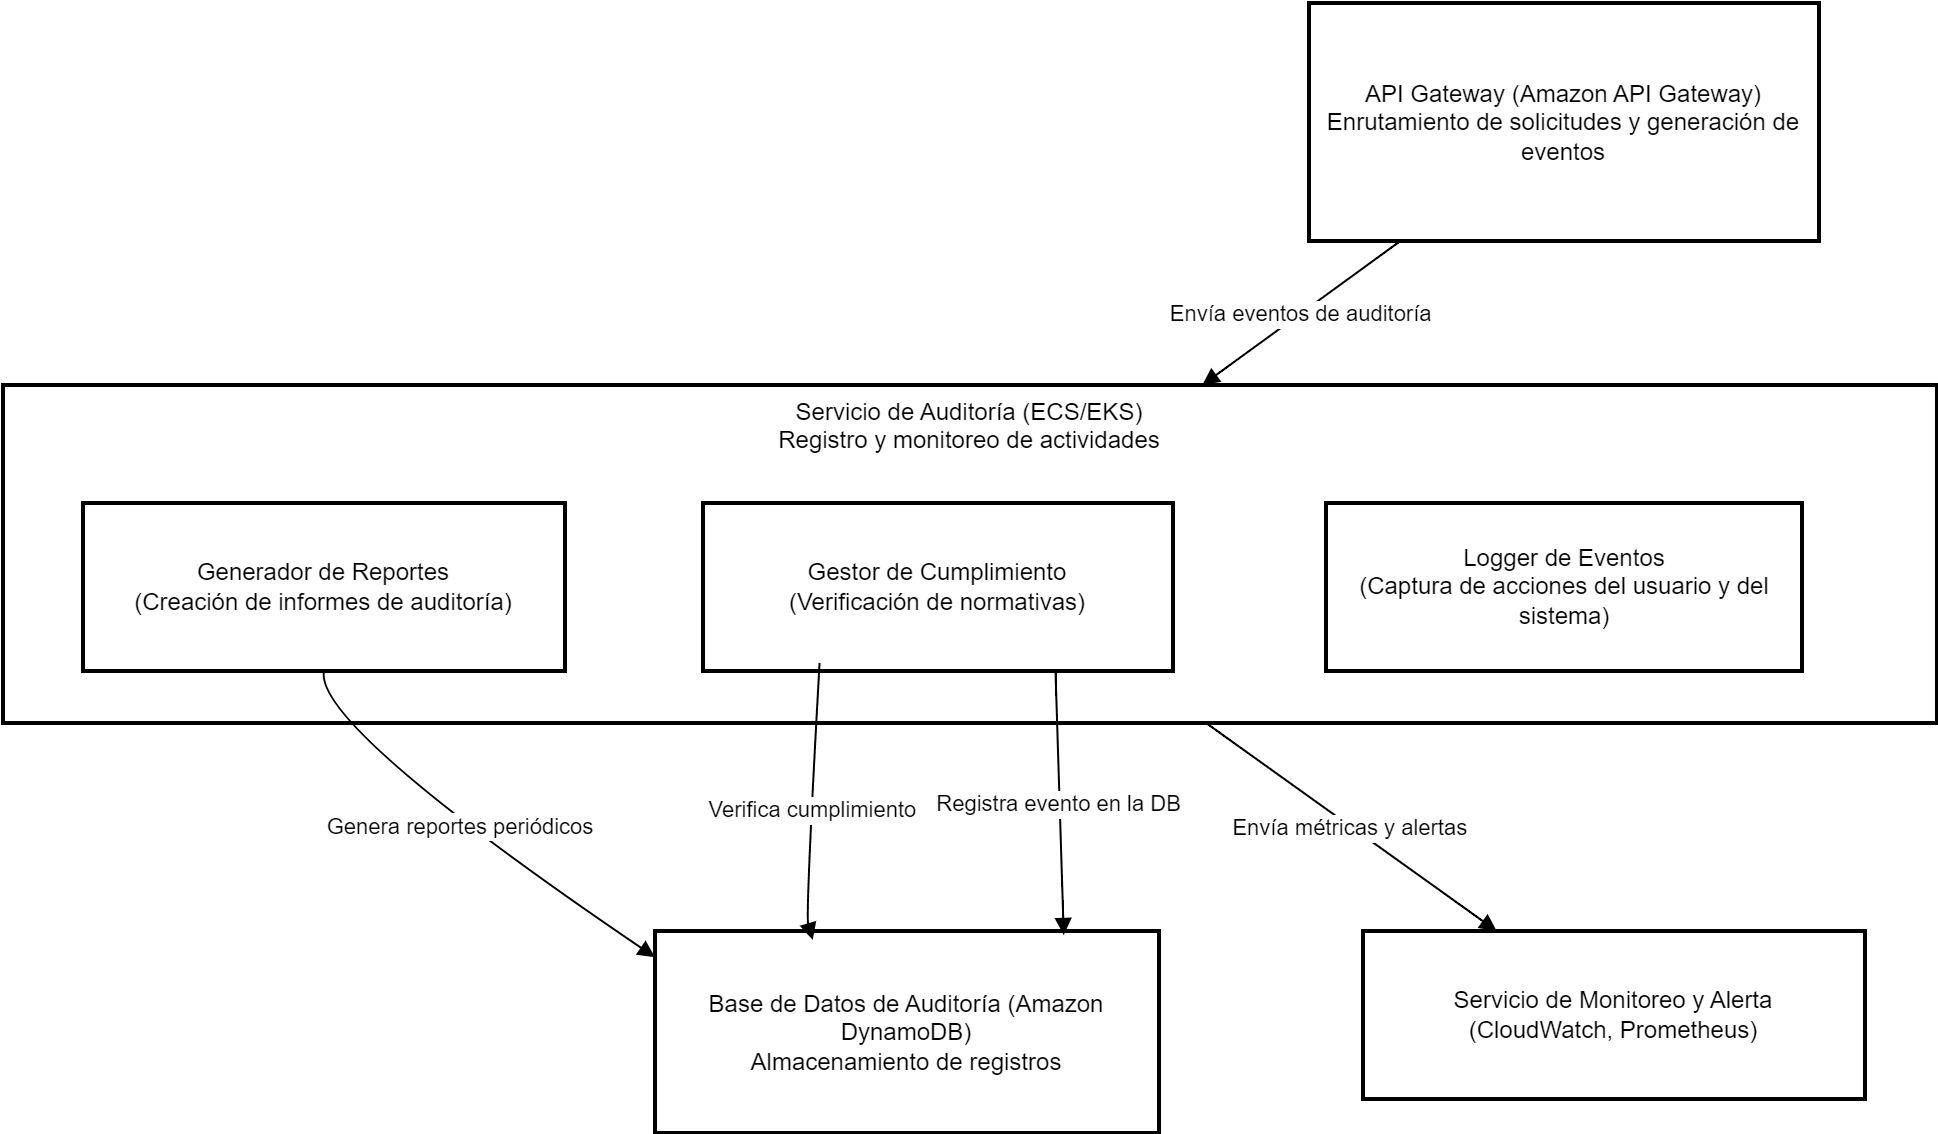 API Gateway (Amazon API Gateway)
Enrutamiento de solicitudes y generación de
eventos
Envía eventos de auditoría
Servicio de Auditoría (ECS/EKS)
Registro y monitoreo de actividades
Generador de Reportes
(Creación de informes de auditoría)
Gestor de Cumplimiento
(Verificación de normativas)
Logger de Eventos
(Captura de acciones del usuario y del
sistema)
Genera reportes periódicos
Verifica cumplimiento
Registra evento en la DB
Envía métricas y alertas
Base de Datos de Auditoría (Amazon
DynamoDB)
Almacenamiento de registros
Servicio de Monitoreo y Alerta
(CloudWatch, Prometheus)